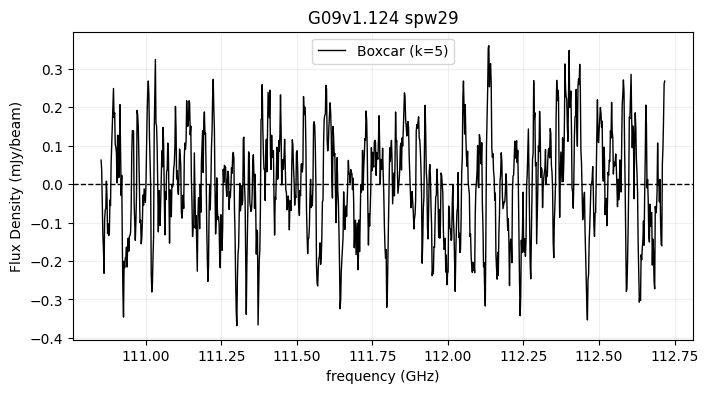 G09v1.124 spw29
Boxcar (k=5)
Flux Density (mJy/beam)
0.3
0.2
0.1
0.0
−0.1
−0.2
−0.3
−0.4
111.00 111.25 111.50 111.75 112.00 112.25 112.50 112.75
frequency (GHz)